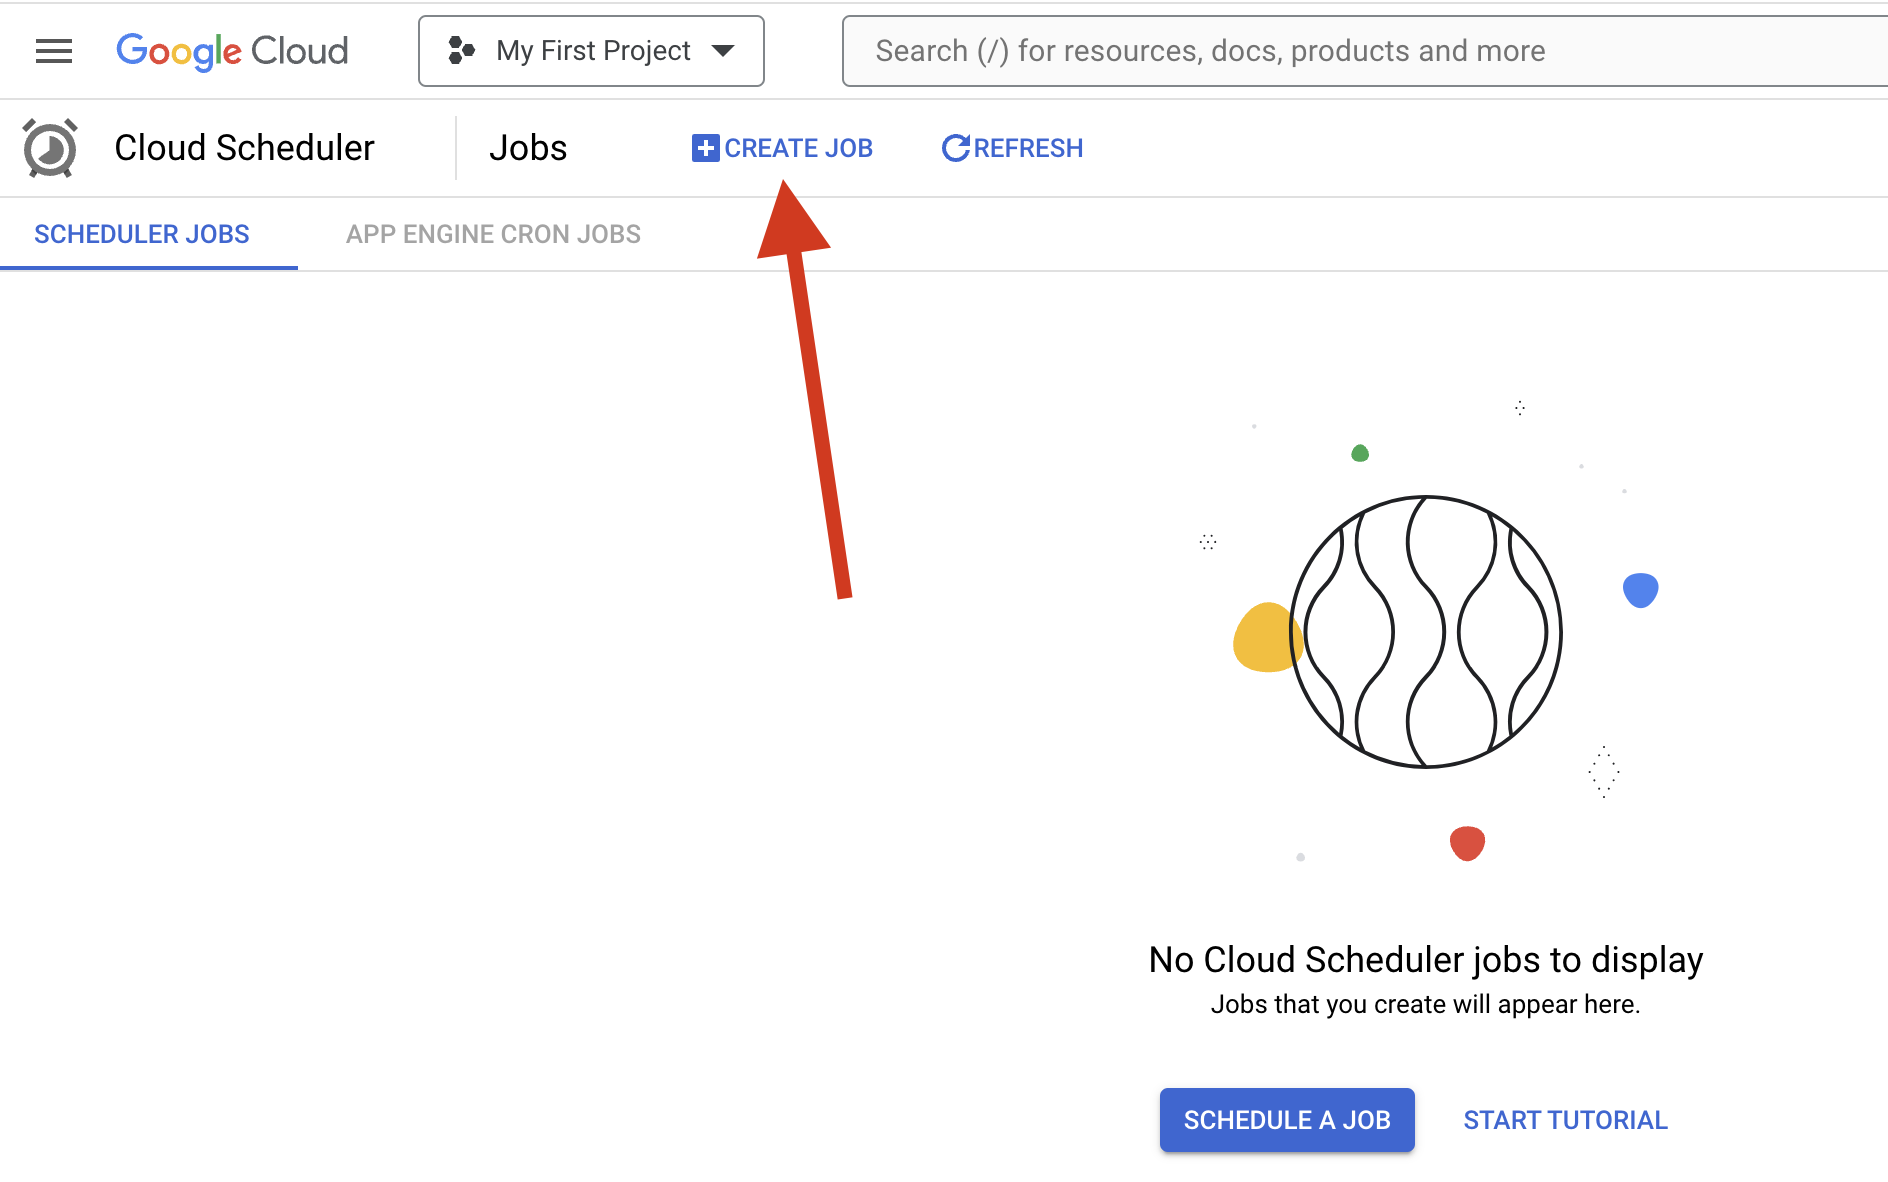 Google Cloud
My First Project
Search (/) for resources, docs, products and more
Cloud Scheduler
Jobs
CREATE JOB
REFRESH
SCHEDULER JOBS
APP ENGINE CRON JOBS
No Cloud Scheduler jobs to display
Jobs that you create will appear here.
SCHEDULE A JOB
START TUTORIAL